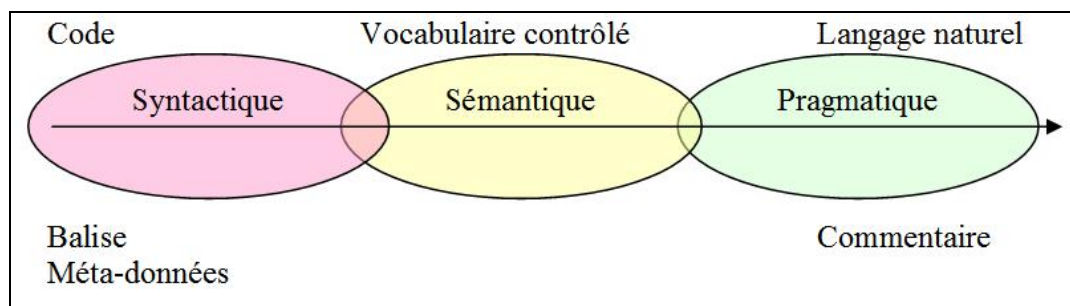 Code Vocabulaire contrôlé Langage naturel
Syntactique Sémantique Pragmatique
Balise Commentaire
Méta-données